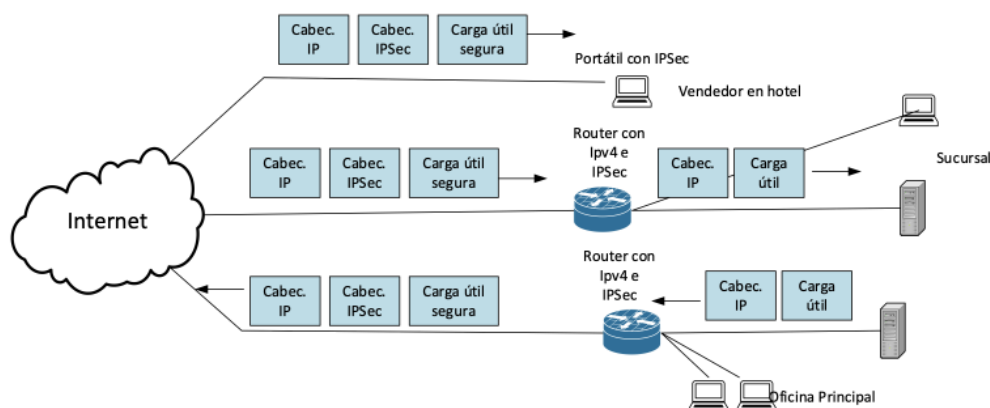 Cabec.
IP
Cabec.
IPSec
Carga útil
segura
Portátil con IPSec
Vendedor en hotel
Router con
Ipv4 e
IPSec
Cabec.
IP
Cabec.
IPSec
Carga útil
segura
Cabec.
IP
Carga
útil
Sucursal
Internet
Router con
Ipv4 e
IPSec
Cabec.
IP
Cabec.
IPSec
Carga útil
segura
Cabec.
IP
Carga
útil
Oficina Principal